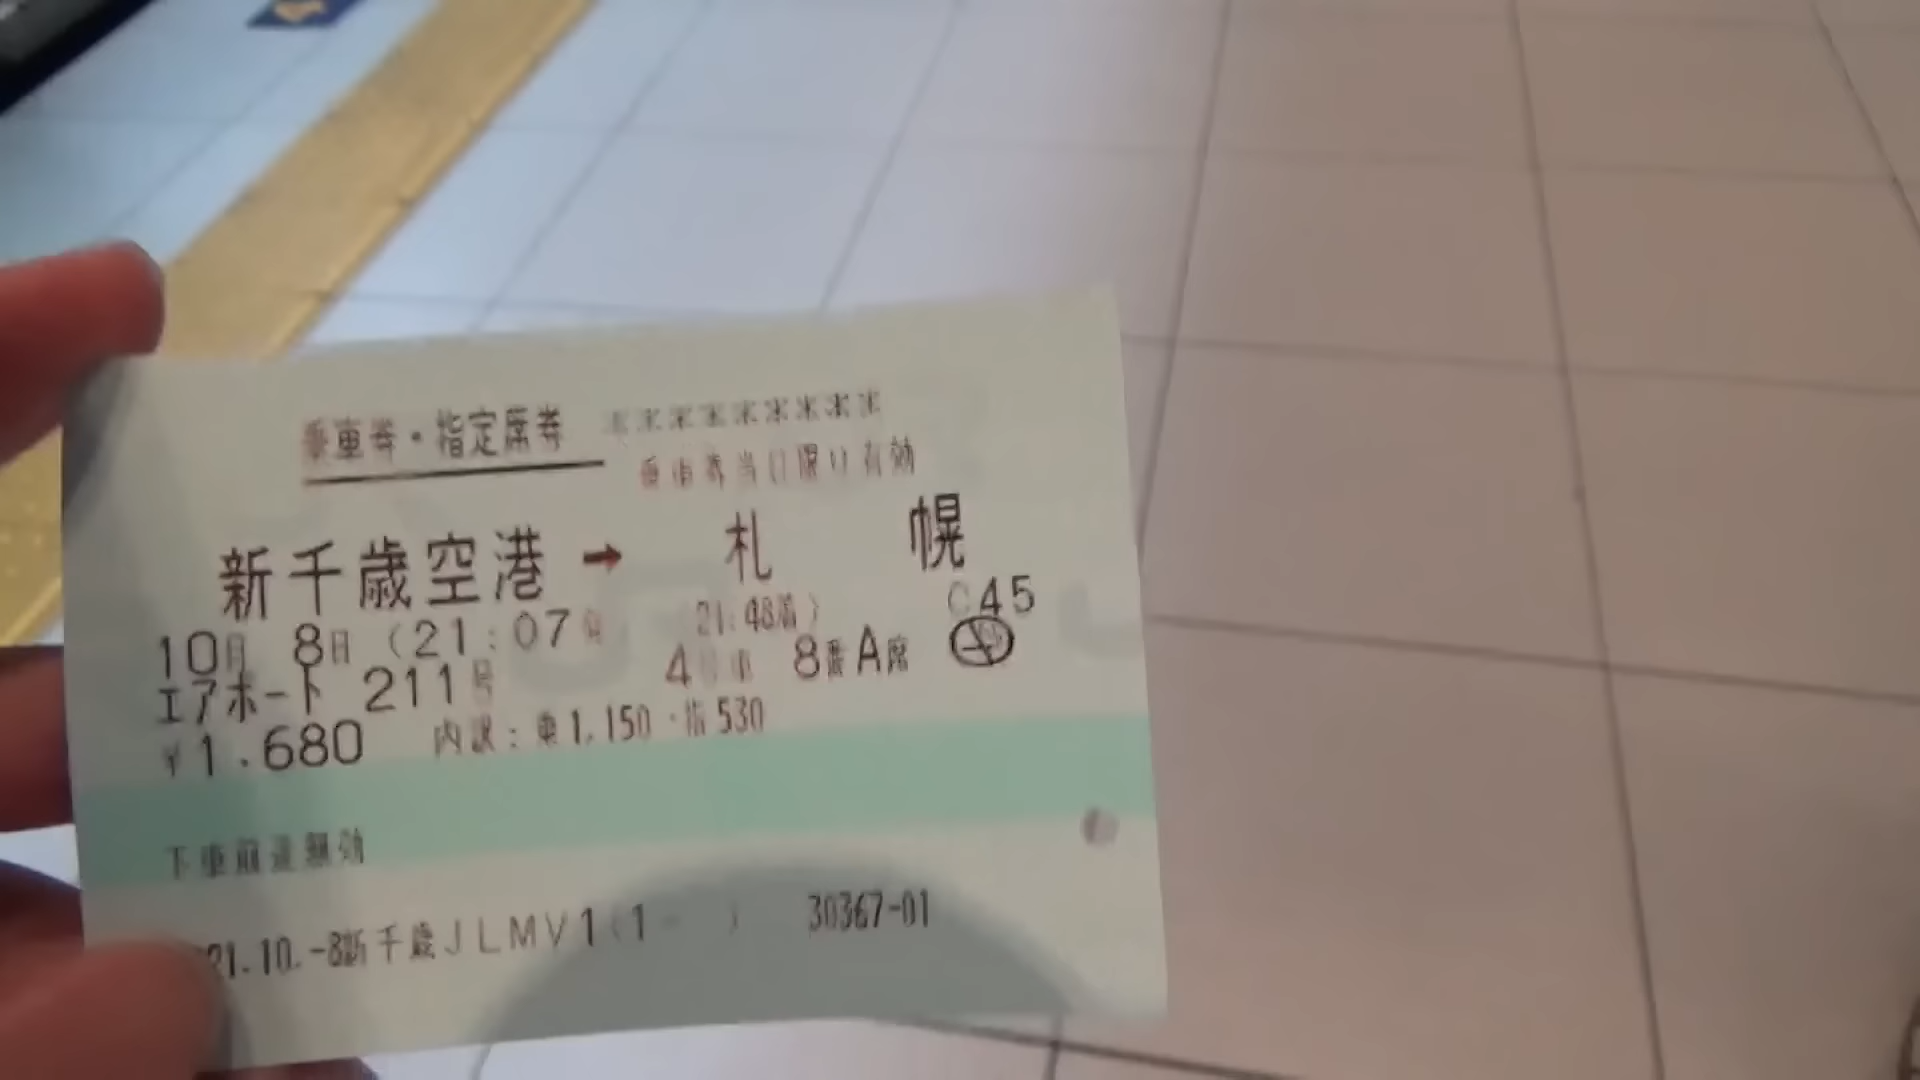 乗車券・指定席券 *********
乗車券当日限り有効
新千歳空港 → 札 幌
10月 8日 (21:07発) (21:48着) C45
エアポート 211号 4号車 8番A席
¥1,680 内訳:乗1,150・指530
下車前途無効
21.10.-8新千歳JLMV1(1- ) 30367-01